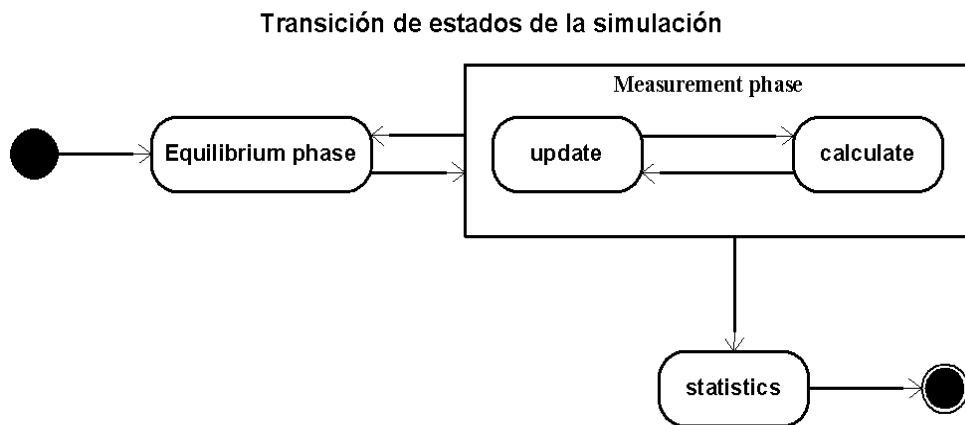 Transición de estados de la simulación
Measurement phase
Equilibrium phase
update
calculate
statistics